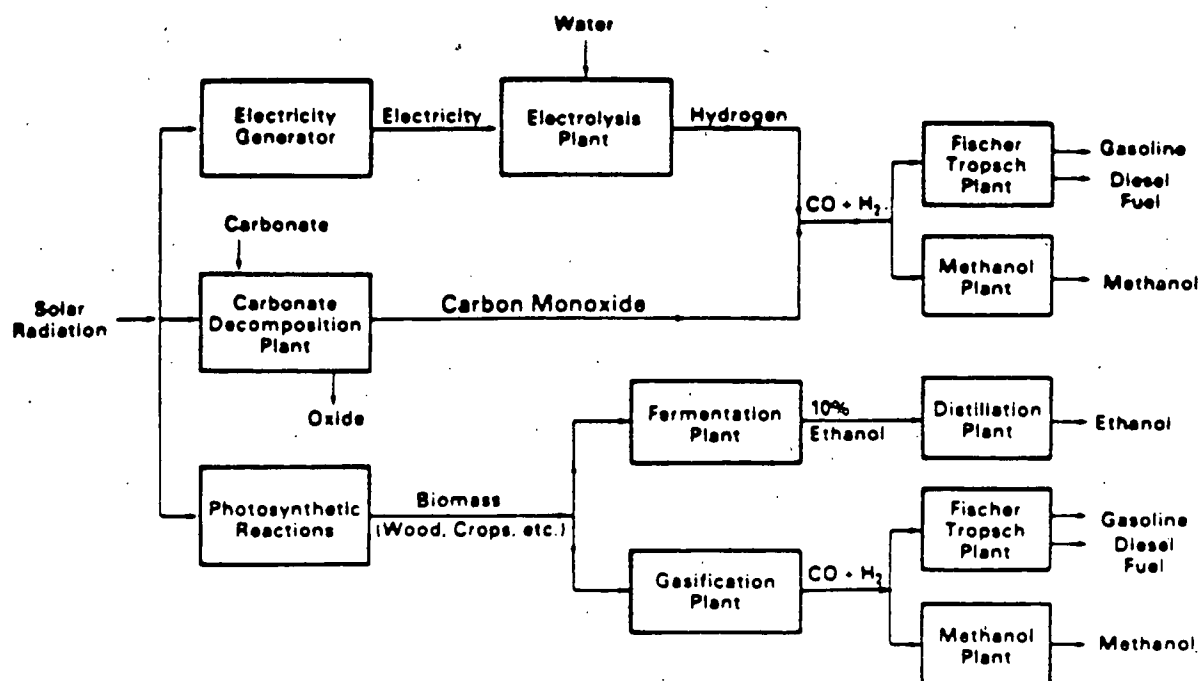 Water
Electricity
Generator
Electricity
Electrolysis
Plant
Hydrogen
Fischer
Tropsch
Plant
Gasoline
Diesel
Fuel
CO + H2
Carbonate
Methanol
Plant
Methanol
Solar
Radiation
Carbonate
Decomposition
Plant
Carbon Monoxide
Oxide
Fermentation
Plant
10%
Ethanol
Distillation
Plant
Ethanol
Photosynthetic
Reactions
Biomass
(Wood, Crops, etc.)
Fischer
Tropsch
Plant
Gasoline
Diesel
Fuel
Gasification
Plant
CO + H2
Methanol
Plant
Methanol